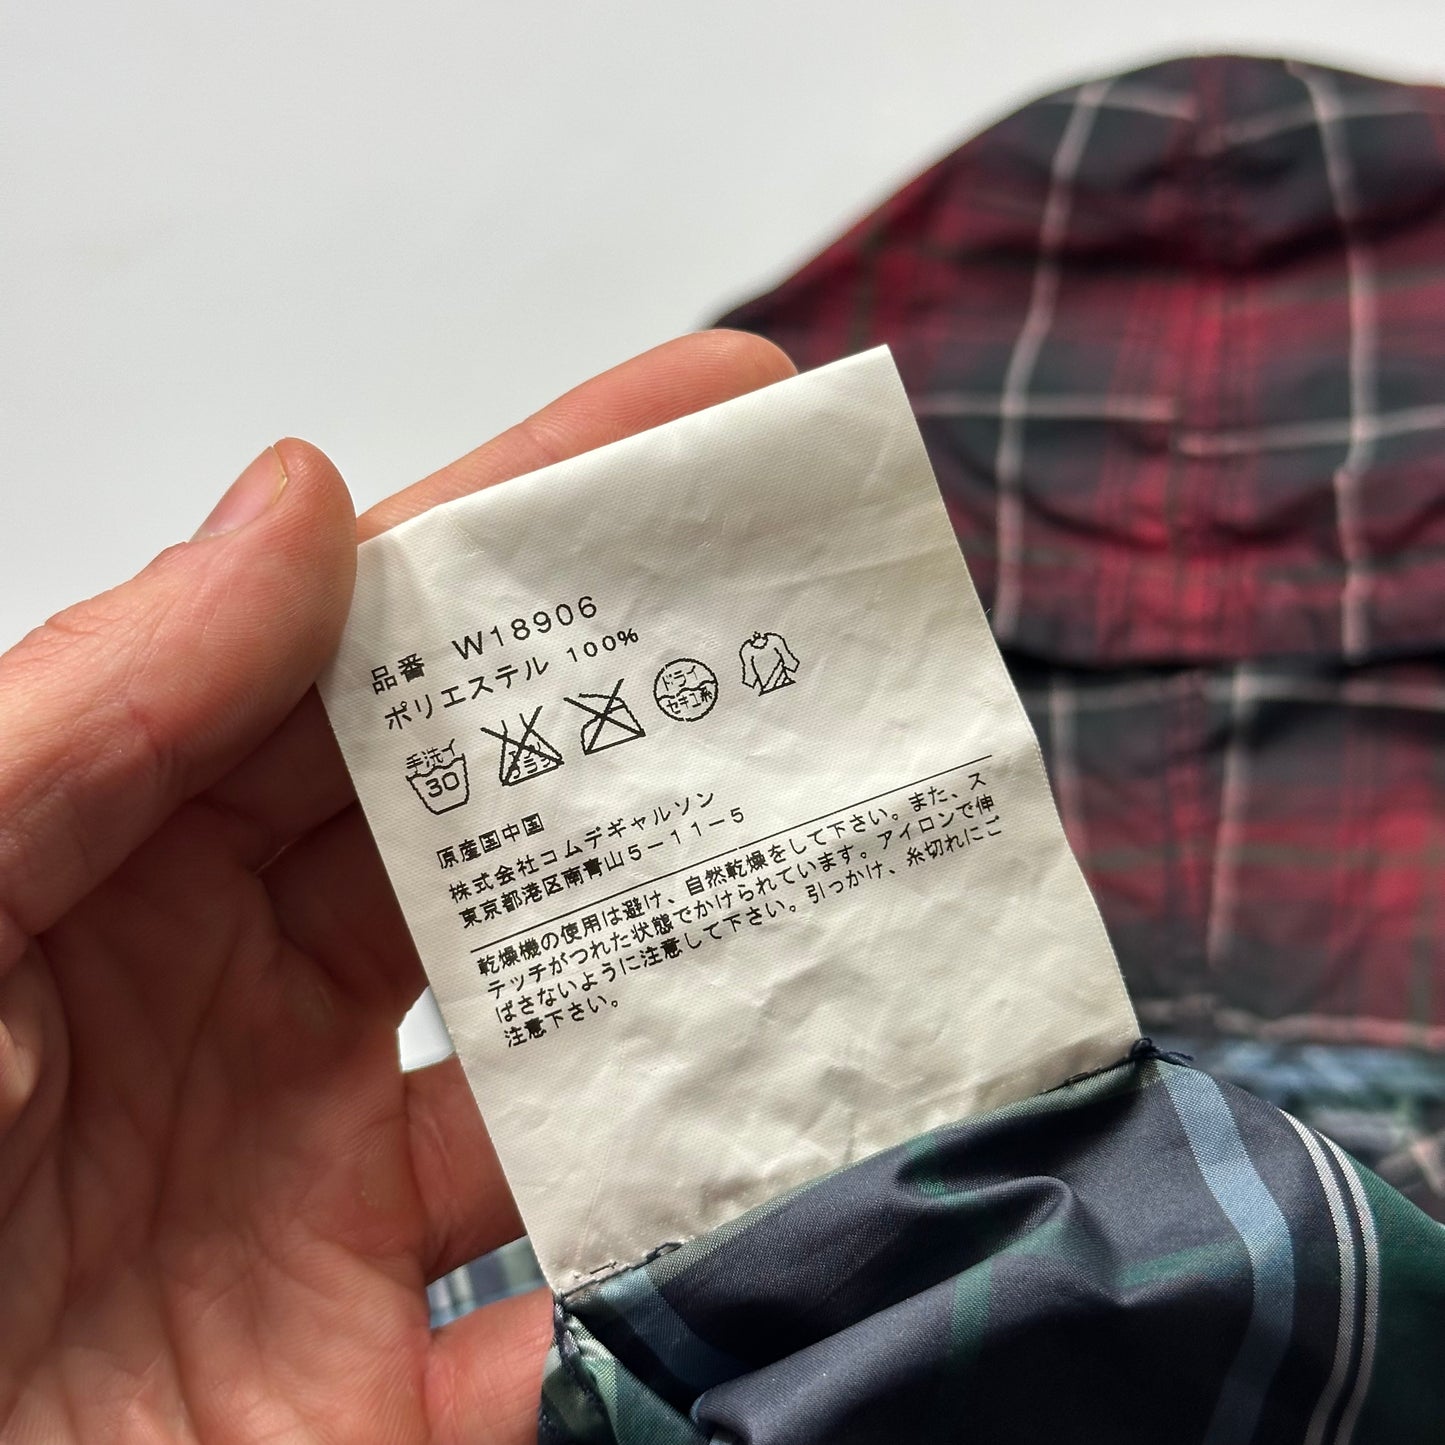 品番 W18906
ポリエステル 100%
手洗イ 30 エンソ サラシ ドライ セキユ系
原産国中国
株式会社コムデギャルソン
東京都港区南青山5−11−5
乾燥機の使用は避け、自然乾燥をして下さい。また、ス
テッチがつれた状態でかけられています。アイロンで伸
ばさないように注意して下さい。引っかけ、糸切れにご
注意下さい。